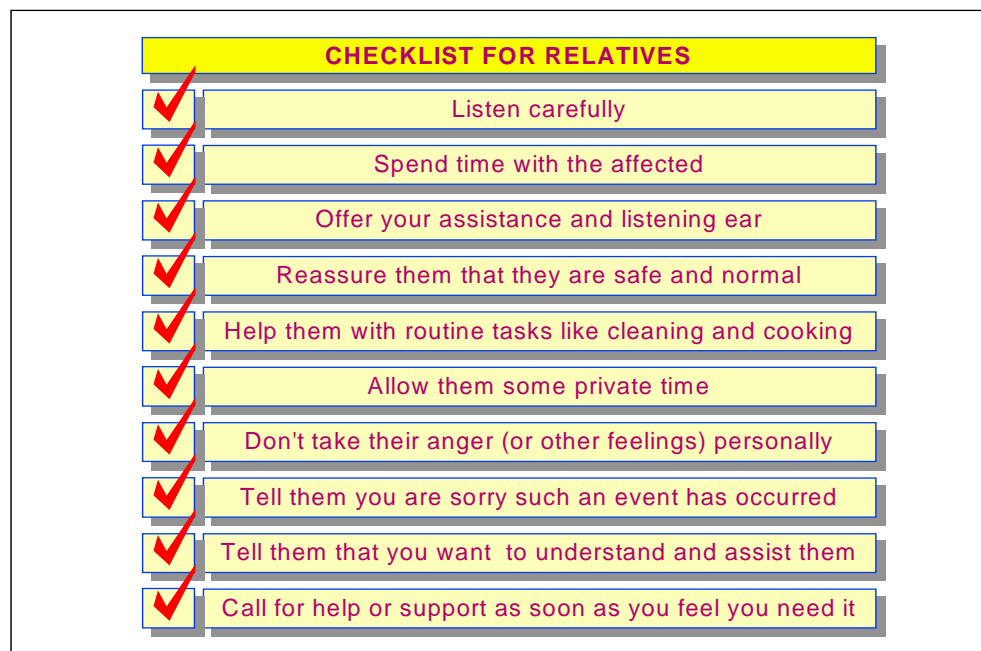 CHECKLIST FOR RELATIVES
Listen carefully
Spend time with the affected
Offer your assistance and listening ear
Reassure them that they are safe and normal
Help them with routine tasks like cleaning and cooking
Allow them some private time
Don't take their anger (or other feelings) personally
Tell them you are sorry such an event has occurred
Tell them that you want  to understand and assist them
Call for help or support as soon as you feel you need it